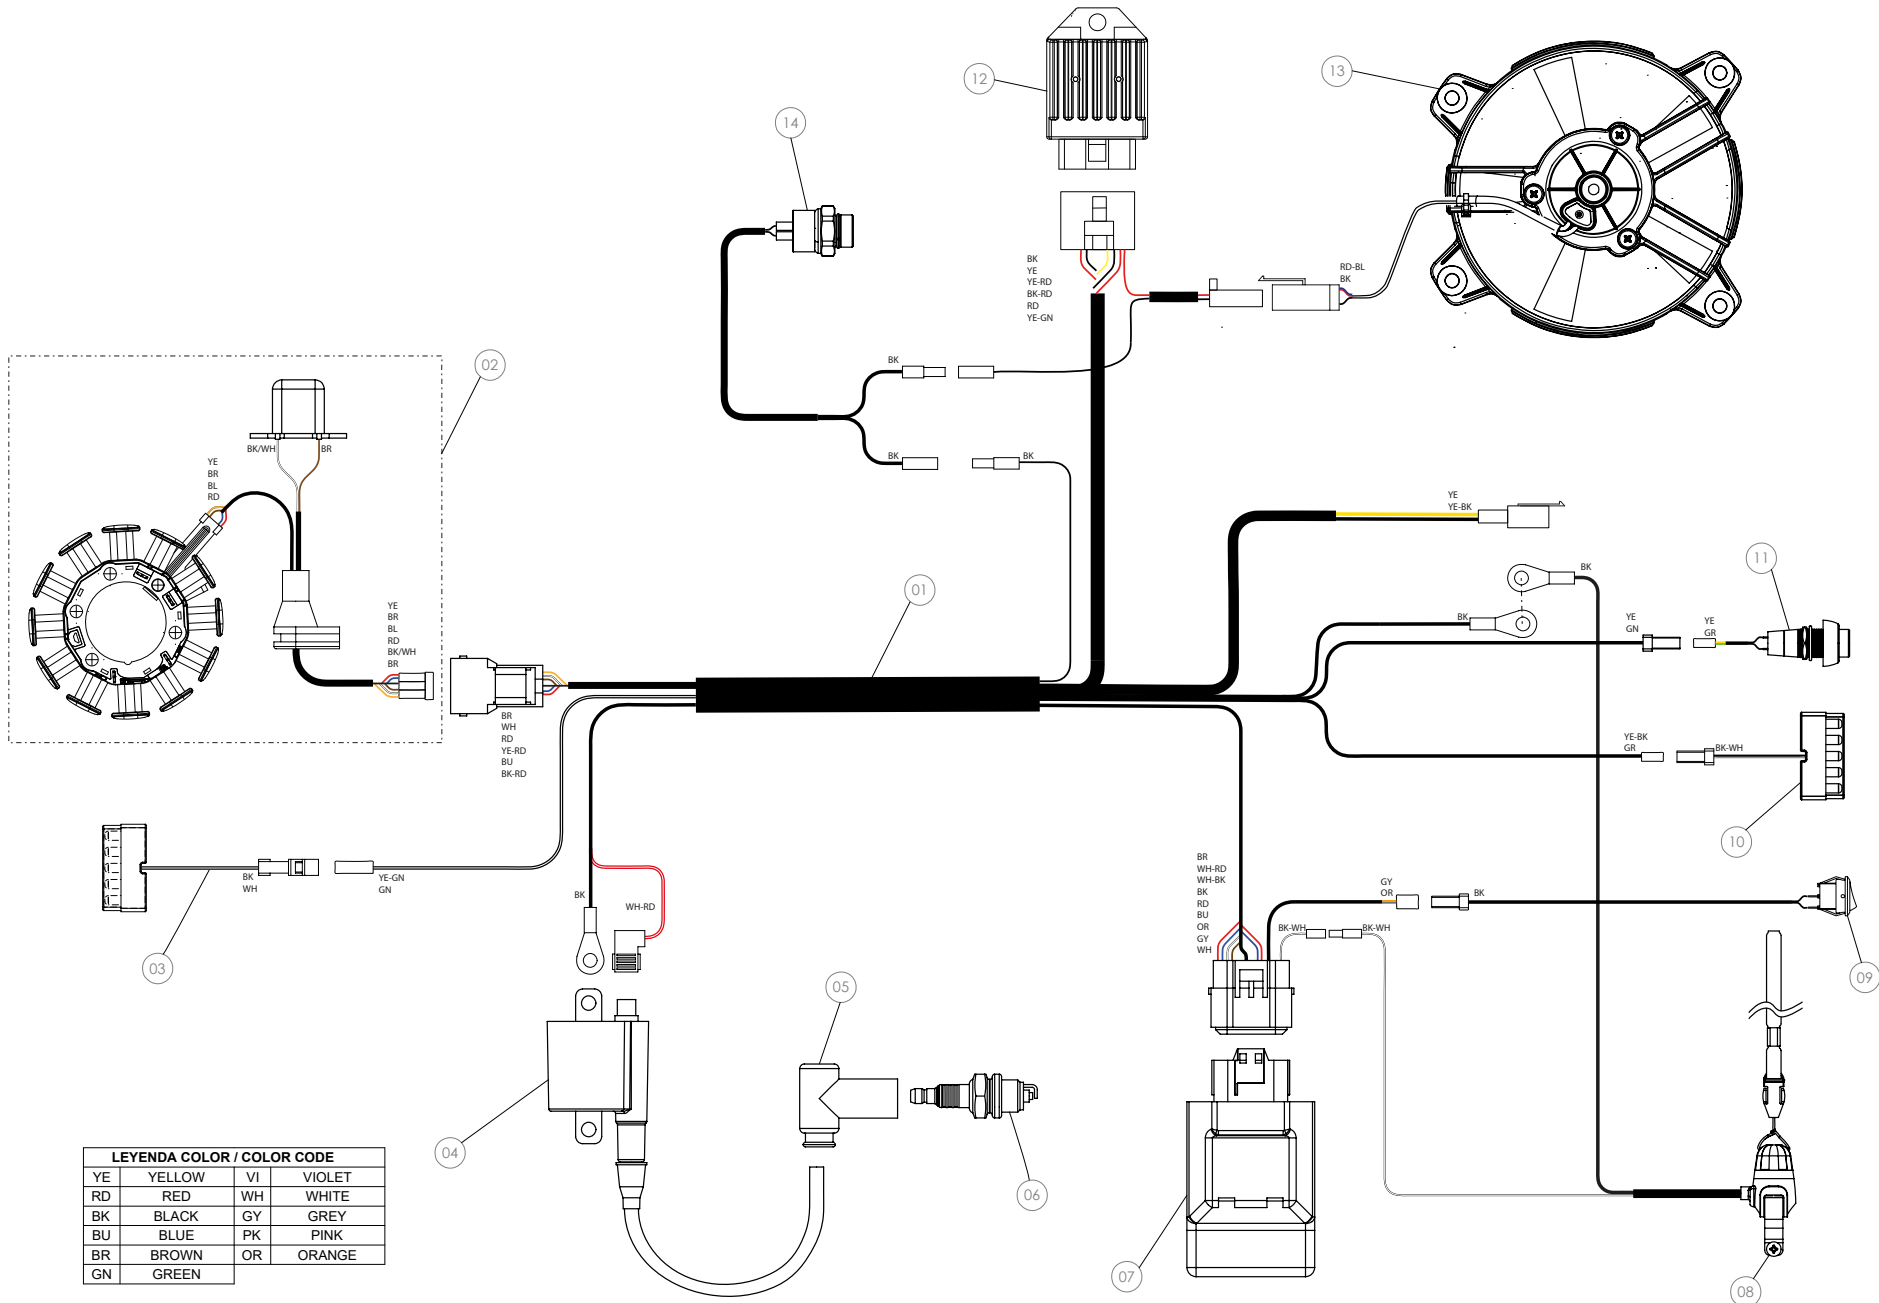 12
13
14
BK
YE
YE-RD
BK-RD
RD
YE-GN
RD-BL
BK
02
BK
BK/WH
BR
YE
BR
BL
RD
BK
BK
YE
YE-BK
11
BK
01
YE
BR
BL
RD
BK/WH
BR
BK
YE
GN
YE
GR
BR
WH
RD
YE-RD
BU
BK-RD
YE-BK
GR
BK-WH
10
BK
WH
YE-GN
GN
BK
WH-RD
BR
WH-RD
WH-BK
BK
RD
BU
OR
GY
WH
GY
OR
BK
BK-WH
BK-WH
03
09
05
04
06
07
08
LEYENDA COLOR / COLOR CODE
YE YELLOW VI VIOLET
RD RED WH WHITE
BK BLACK GY GREY
BU BLUE PK PINK
BR BROWN OR ORANGE
GN GREEN